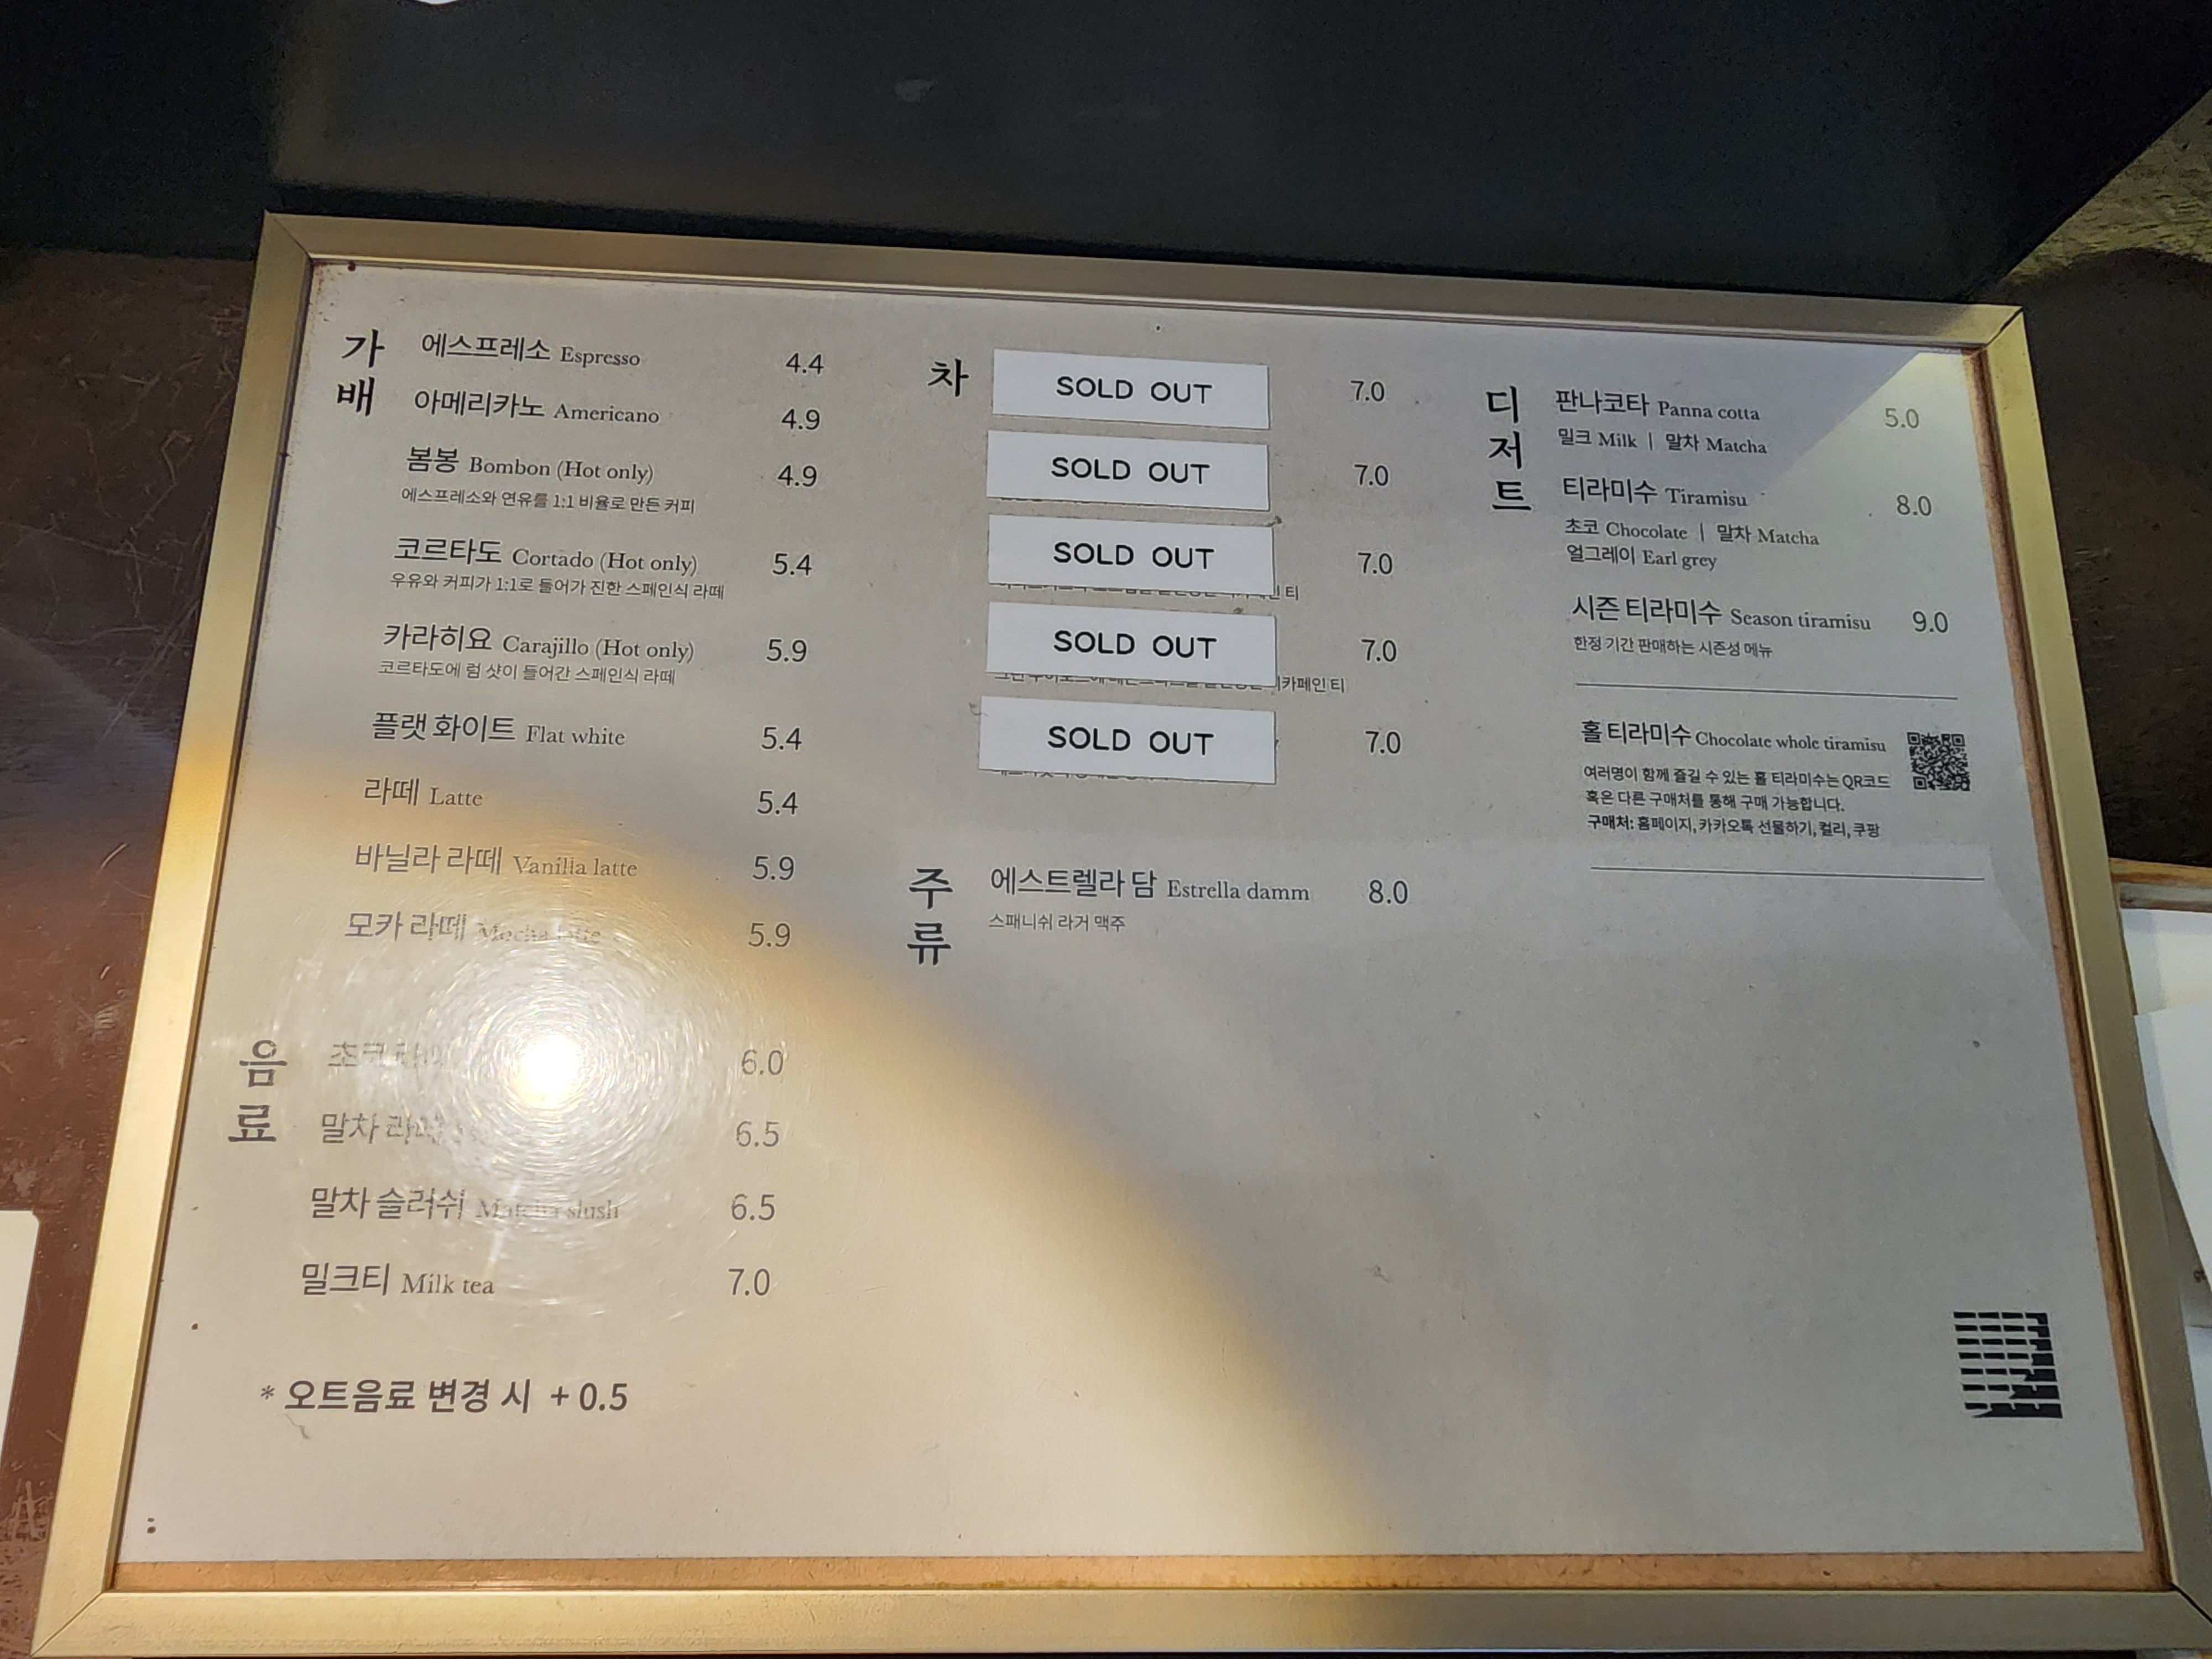 가배
에스프레소 Espresso 4.4
아메리카노 Americano 4.9
봄봉 Bombon (Hot only) 4.9
에스프레소와 연유를 1:1 비율로 만든 커피
코르타도 Cortado (Hot only) 5.4
우유와 커피가 1:1로 들어가 진한 스페인식 라떼
카라히요 Carajillo (Hot only) 5.9
코르타도에 럼 샷이 들어간 스페인식 라떼
플랫 화이트 Flat white 5.4
라떼 Latte 5.4
바닐라 라떼 Vanilla latte 5.9
모카 라떼 Mocha latte 5.9
음료
초코 6.0
말차 라떼 6.5
말차 슬러쉬 Matcha slush 6.5
밀크티 Milk tea 7.0
* 오트음료 변경 시 + 0.5
차
SOLD OUT 7.0
SOLD OUT 7.0
SOLD OUT 7.0
티
SOLD OUT 7.0
카페인 티
SOLD OUT 7.0
주류
에스트렐라 담 Estrella damm 8.0
스패니쉬 라거 맥주
디저트
판나코타 Panna cotta 5.0
밀크 Milk | 말차 Matcha
티라미수 Tiramisu 8.0
초코 Chocolate | 말차 Matcha
얼그레이 Earl grey
시즌 티라미수 Season tiramisu 9.0
한정 기간 판매하는 시즌성 메뉴
홀 티라미수 Chocolate whole tiramisu
여러명이 함께 즐길 수 있는 홀 티라미수는 QR코드
혹은 다른 구매처를 통해 구매 가능합니다.
구매처: 홈페이지, 카카오톡 선물하기, 컬리, 쿠팡